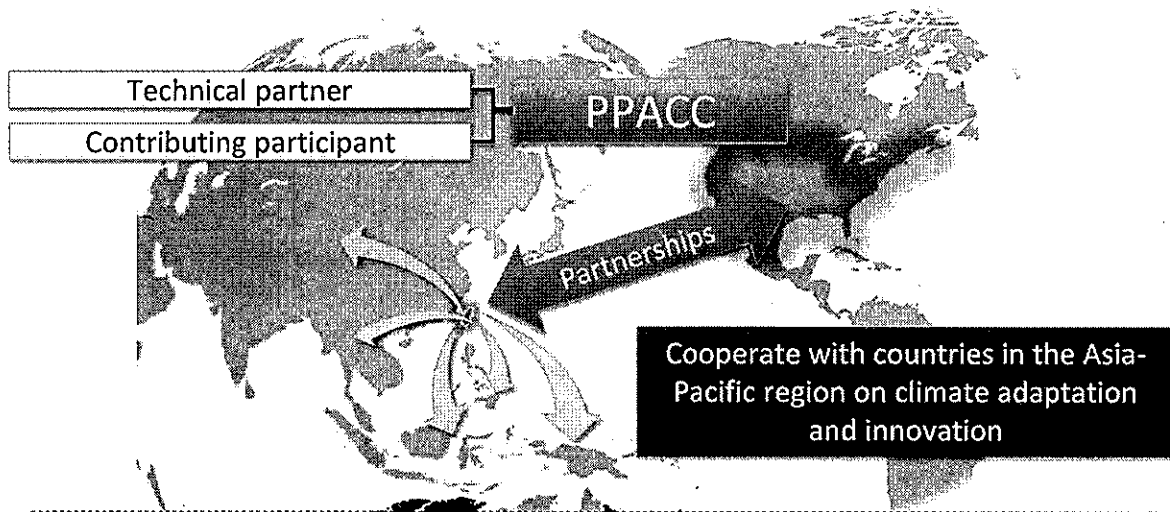 Technical partner
Contributing participant
PPACC
Partnerships
Cooperate with countries in the Asia-
Pacific region on climate adaptation
and innovation